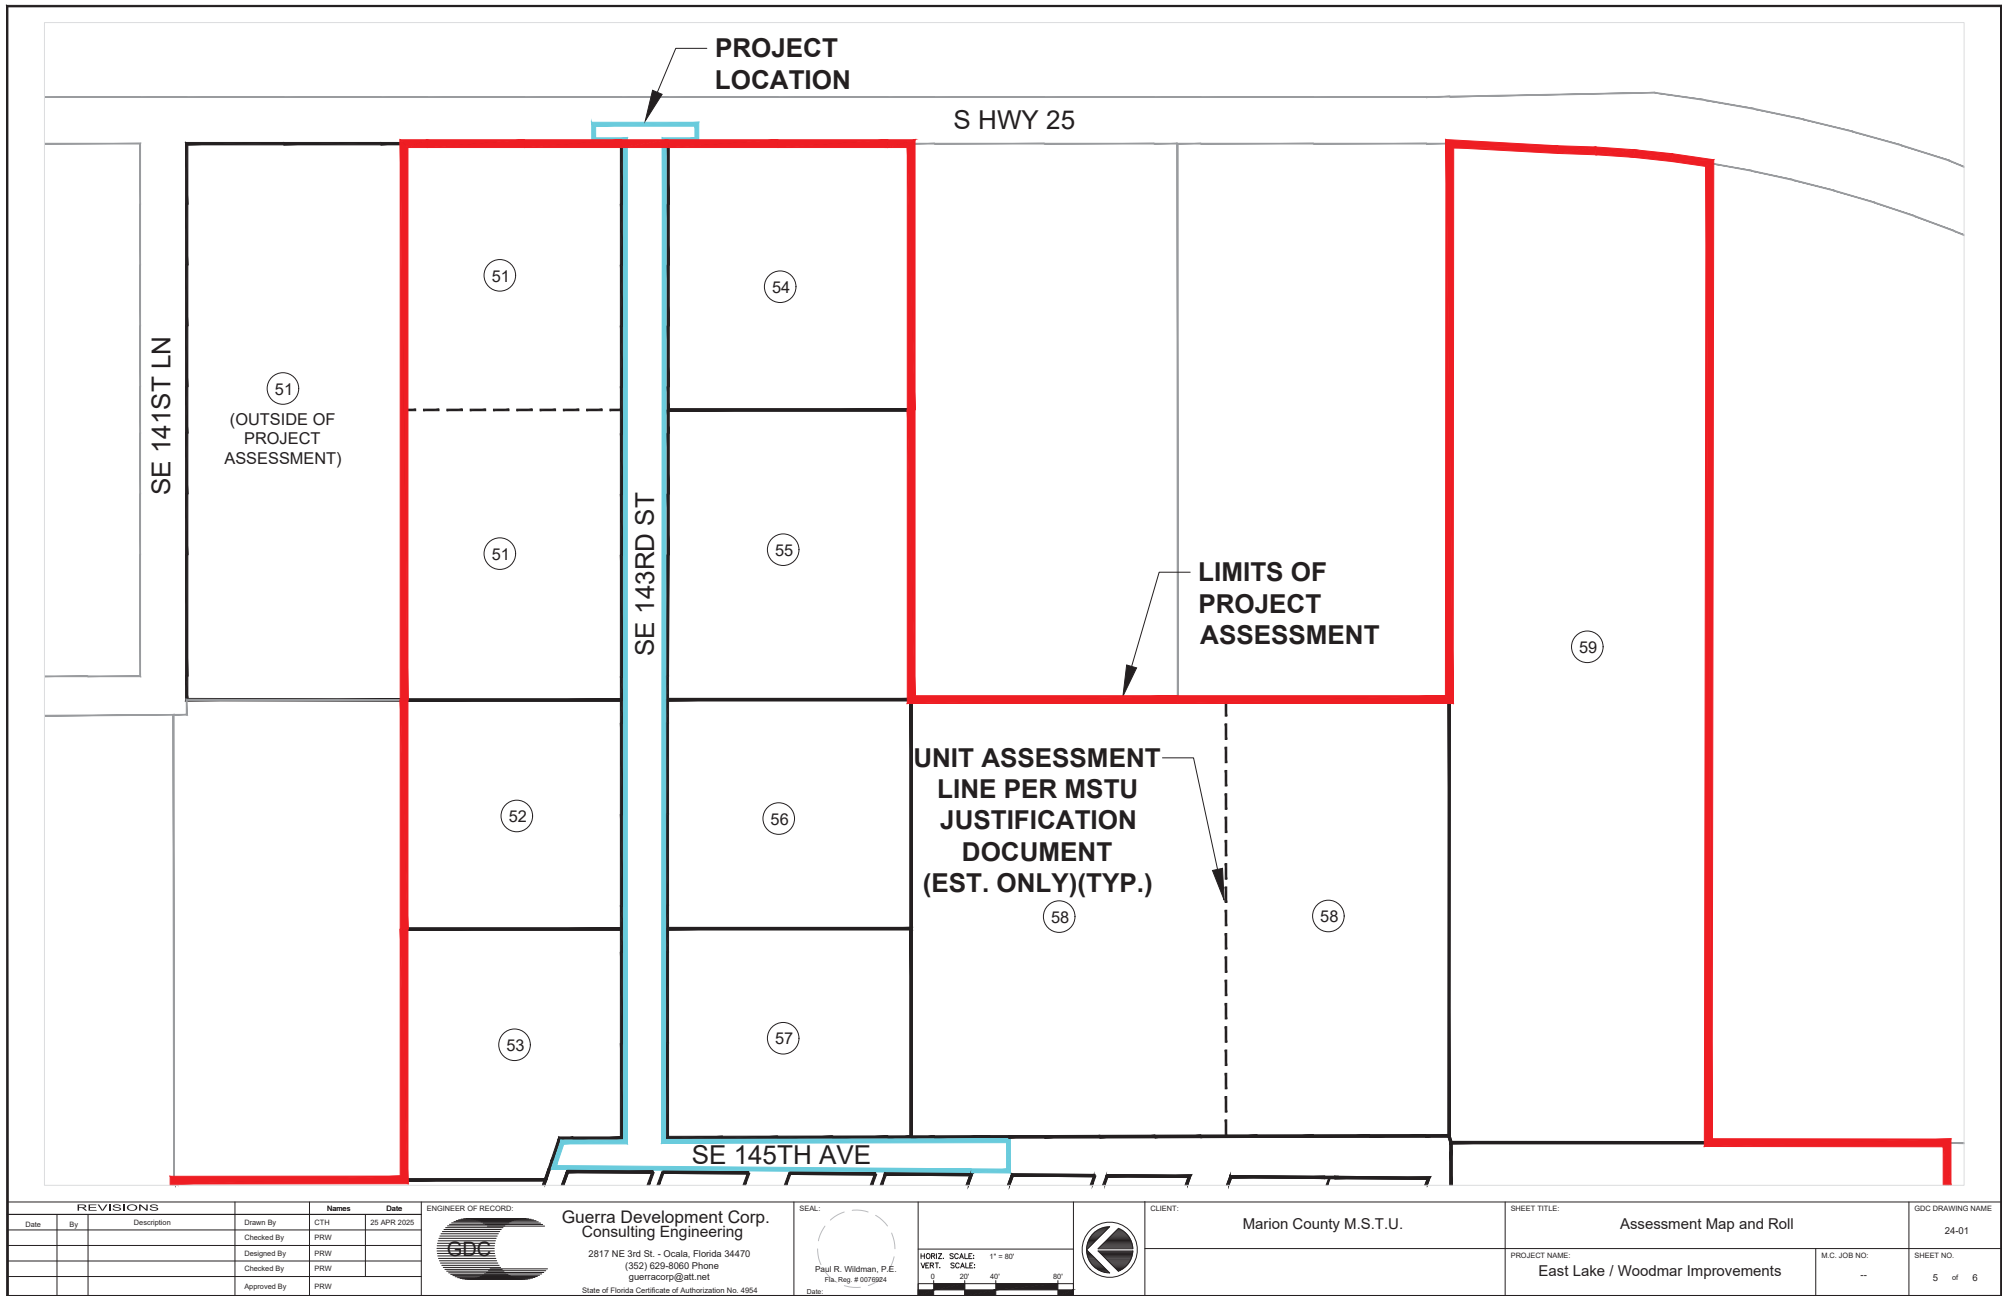 PROJECT
LOCATION
S HWY 25
51
54
SE 141ST LN
51
(OUTSIDE OF
PROJECT
ASSESSMENT)
51
SE 143RD ST
55
LIMITS OF
PROJECT
ASSESSMENT
59
UNIT ASSESSMENT
LINE PER MSTU
JUSTIFICATION
DOCUMENT
(EST. ONLY)(TYP.)
52
56
58
58
53
57
SE 145TH AVE
REVISIONS
Date By Description
Names Date
Drawn By CTH 25 APR 2025
Checked By PRW
Designed By PRW
Checked By PRW
Approved By PRW
ENGINEER OF RECORD:
GDC
Guerra Development Corp.
Consulting Engineering
2817 NE 3rd St. - Ocala, Florida 34470
(352) 629-8060 Phone
guerracorp@att.net
State of Florida Certificate of Authorization No. 4954
SEAL:
Paul R. Wildman, P.E.
Fla. Reg. # 0076924
Date:
HORIZ. SCALE: 1" = 80'
VERT. SCALE:
0 20' 40' 80'
CLIENT:
Marion County M.S.T.U.
SHEET TITLE:
Assessment Map and Roll
GDC DRAWING NAME
24-01
PROJECT NAME:
East Lake / Woodmar Improvements
M.C. JOB NO:
--
SHEET NO.
5 of 6